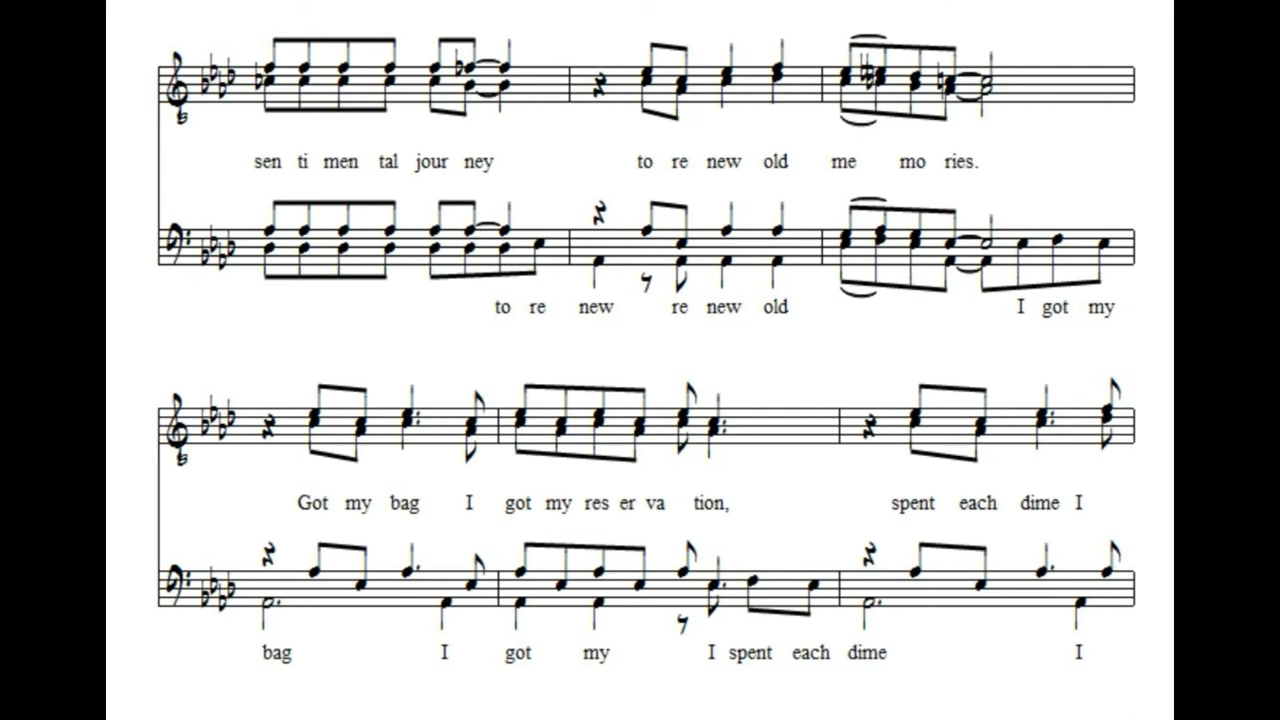 sen ti men tal jour ney to re new old me mo ries.
to re new re new old I got my
Got my bag I got my res er va tion, spent each dime I
bag I got my I spent each dime I